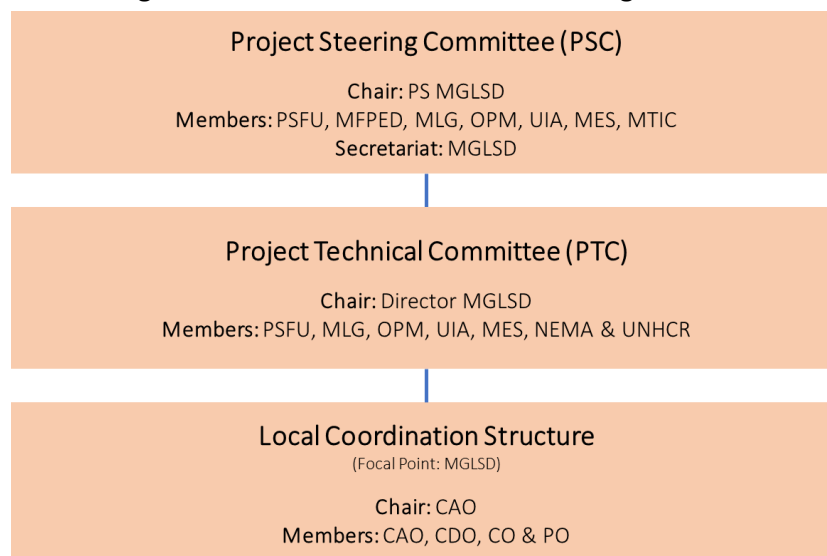 Project Steering Committee (PSC)
Chair: PS MGLSD
Members: PSFU, MFPED, MLG, OPM, UIA, MES, MTIC
Secretariat: MGLSD
Project Technical Committee (PTC)
Chair: Director MGLSD
Members: PSFU, MLG, OPM, UIA, MES, NEMA & UNHCR
Local Coordination Structure
(Focal Point: MGLSD)
Chair: CAO
Members: CAO, CDO, CO & PO